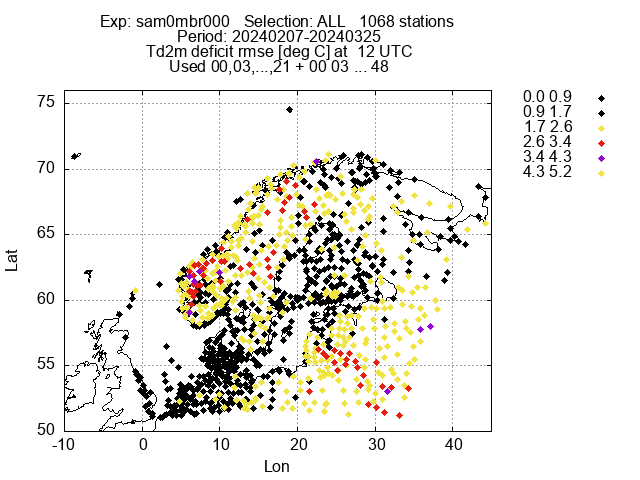 Exp: sam0mbr000 Selection: ALL 1068 stations
Period: 20240207-20240325
Td2m deficit rmse [deg C] at 12 UTC
Used 00,03,...,21 + 00 03 ... 48
0.0 0.9
0.9 1.7
1.7 2.6
2.6 3.4
3.4 4.3
4.3 5.2
75
70
65
60
55
50
Lat
-10 0 10 20 30 40
Lon